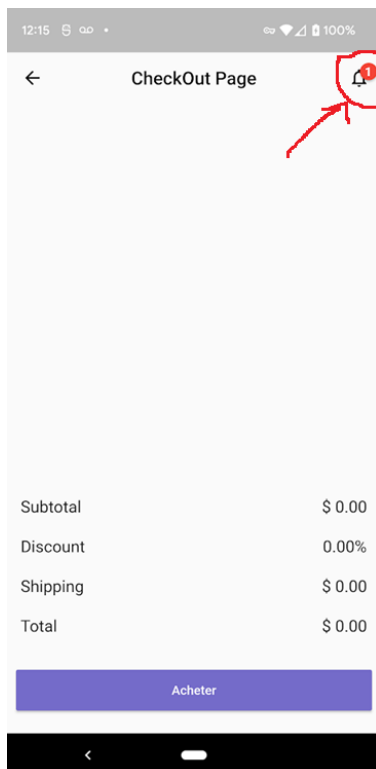 12:15 100%
CheckOut Page
1
Subtotal $ 0.00
Discount 0.00%
Shipping $ 0.00
Total $ 0.00
Acheter